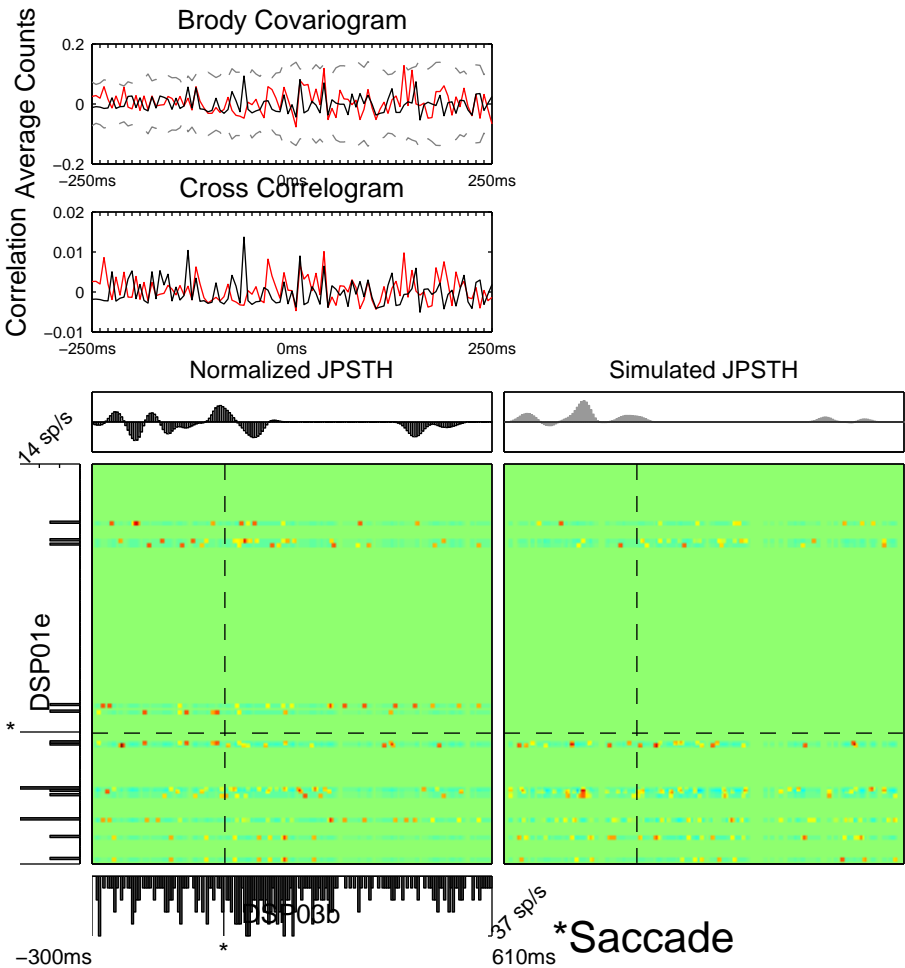 Brody Covariogram
Average Counts
0.2
0
−0.2
−250ms
0ms
250ms
Cross Correlogram
Correlation
0.02
0.01
0
−0.01
−250ms
0ms
250ms
Normalized JPSTH
Simulated JPSTH
14 sp/s
DSP01e
*
DSP03b
37 sp/s
*
*Saccade
−300ms
610ms